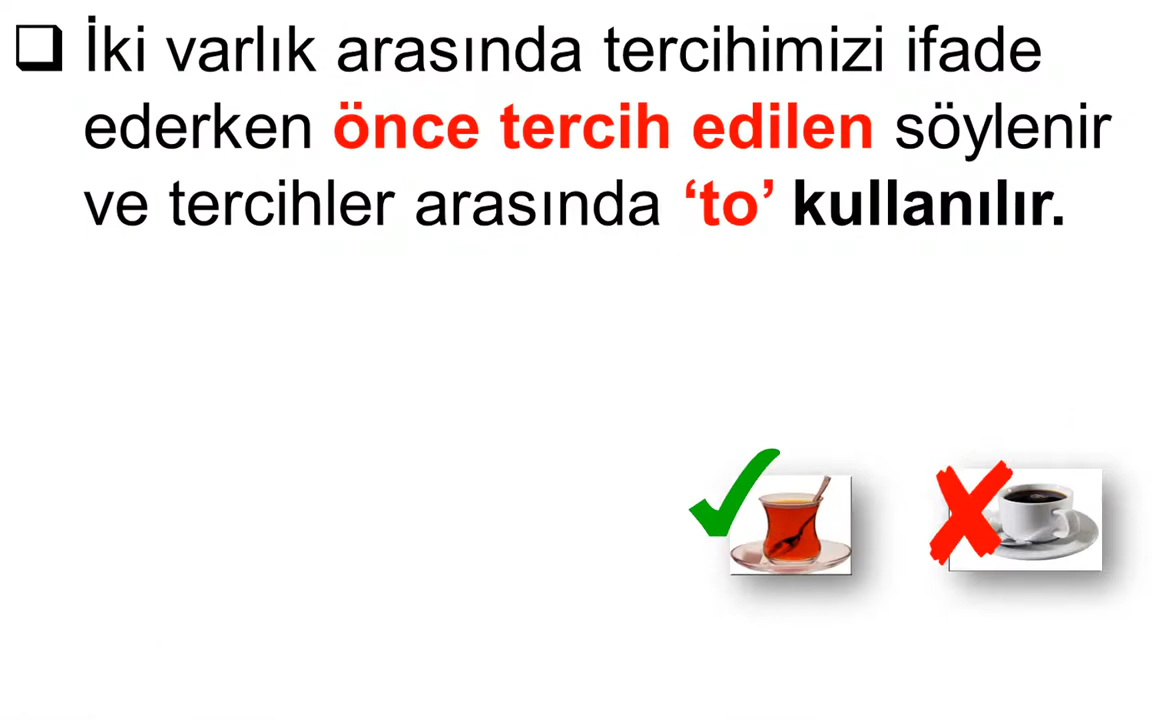 İki varlık arasında tercihimizi ifade
ederken önce tercih edilen söylenir
ve tercihler arasında ‘to’ kullanılır.